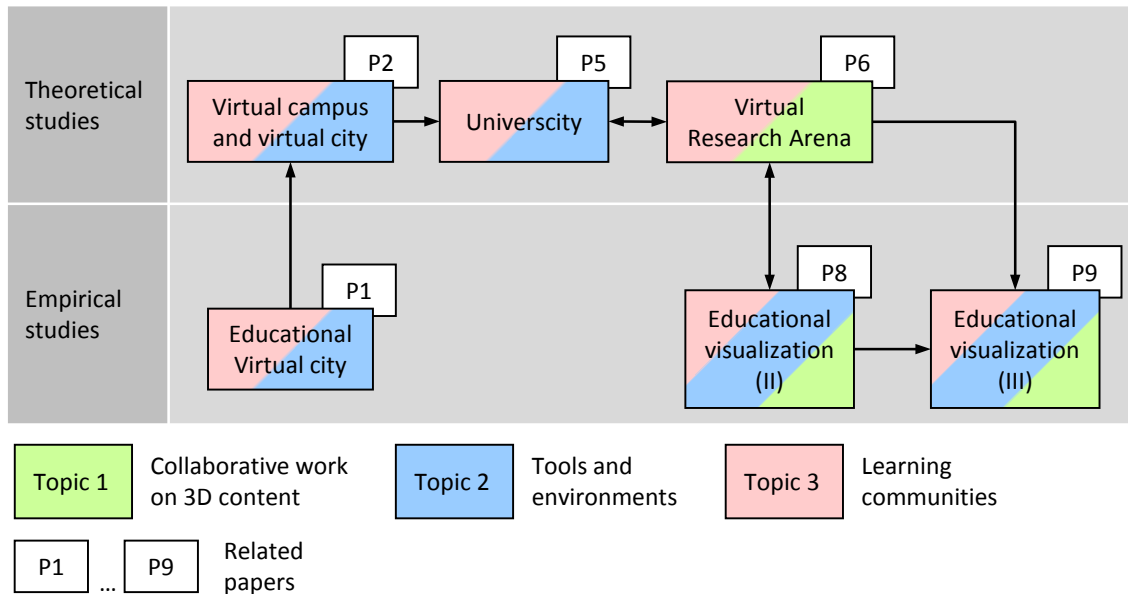 Theoretical
studies
P2
Virtual campus
and virtual city
P5
Universcity
P6
Virtual
Research Arena
Empirical
studies
P1
Educational
Virtual city
P8
Educational
visualization
(II)
P9
Educational
visualization
(III)
Topic 1
Collaborative work
on 3D content
Topic 2
Tools and
environments
Topic 3
Learning
communities
P1 ... P9
Related
papers